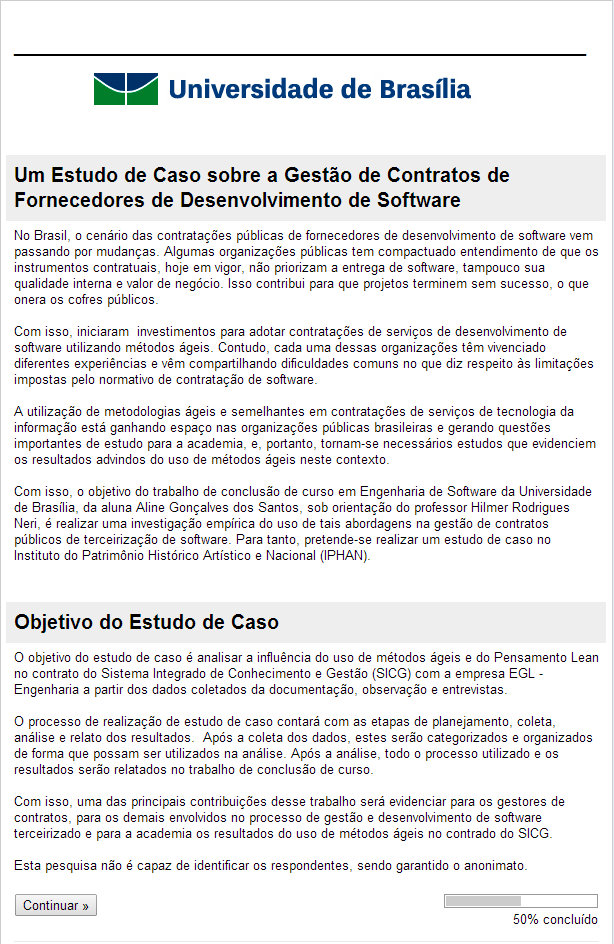 Universidade de Brasília
Um Estudo de Caso sobre a Gestão de Contratos de
Fornecedores de Desenvolvimento de Software
No Brasil, o cenário das contratações públicas de fornecedores de desenvolvimento de software vem
passando por mudanças. Algumas organizações públicas tem compactuado entendimento de que os
instrumentos contratuais, hoje em vigor, não priorizam a entrega de software, tampouco sua
qualidade interna e valor de negócio. Isso contribui para que projetos terminem sem sucesso, o que
onera os cofres públicos.
Com isso, iniciaram  investimentos para adotar contratações de serviços de desenvolvimento de
software utilizando métodos ágeis. Contudo, cada uma dessas organizações têm vivenciado
diferentes experiências e vêm compartilhando dificuldades comuns no que diz respeito às limitações
impostas pelo normativo de contratação de software.
A utilização de metodologias ágeis e semelhantes em contratações de serviços de tecnologia da
informação está ganhando espaço nas organizações públicas brasileiras e gerando questões
importantes de estudo para a academia, e, portanto, tornam-se necessários estudos que evidenciem
os resultados advindos do uso de métodos ágeis neste contexto.
Com isso, o objetivo do trabalho de conclusão de curso em Engenharia de Software da Universidade
de Brasília, da aluna Aline Gonçalves dos Santos, sob orientação do professor Hilmer Rodrigues
Neri, é realizar uma investigação empírica do uso de tais abordagens na gestão de contratos
públicos de terceirização de software. Para tanto, pretende-se realizar um estudo de caso no
Instituto do Patrimônio Histórico Artístico e Nacional (IPHAN).
Objetivo do Estudo de Caso
O objetivo do estudo de caso é analisar a influência do uso de métodos ágeis e do Pensamento Lean
no contrato do Sistema Integrado de Conhecimento e Gestão (SICG) com a empresa EGL -
Engenharia a partir dos dados coletados da documentação, observação e entrevistas.
O processo de realização de estudo de caso contará com as etapas de planejamento, coleta,
análise e relato dos resultados.  Após a coleta dos dados, estes serão categorizados e organizados
de forma que possam ser utilizados na análise. Após a análise, todo o processo utilizado e os
resultados serão relatados no trabalho de conclusão de curso.
Com isso, uma das principais contribuições desse trabalho será evidenciar para os gestores de
contratos, para os demais envolvidos no processo de gestão e desenvolvimento de software
terceirizado e para a academia os resultados do uso de métodos ágeis no contrado do SICG.
Esta pesquisa não é capaz de identificar os respondentes, sendo garantido o anonimato.
Continuar »
50% concluído